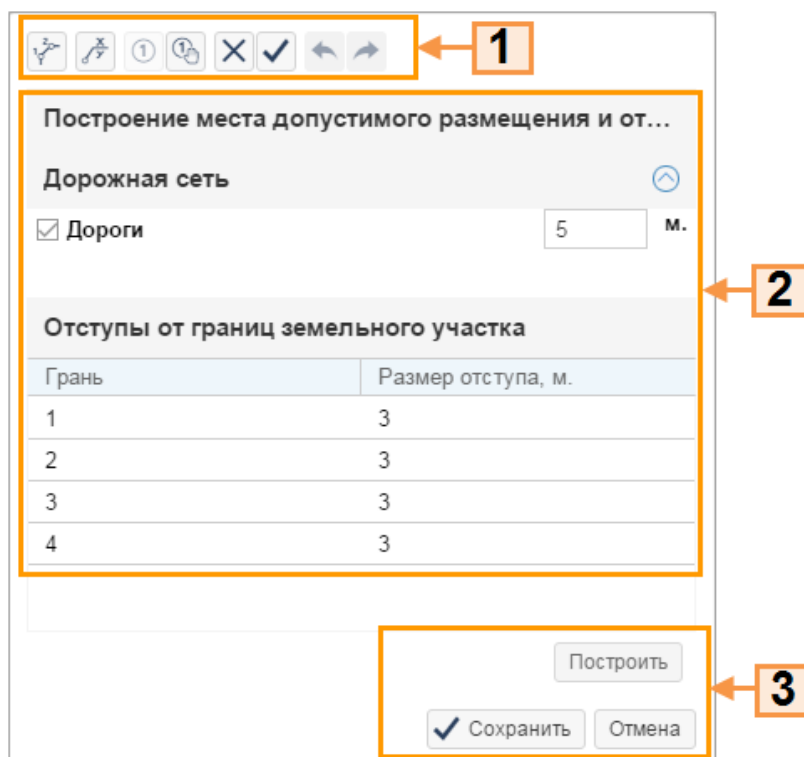 1
Построение места допустимого размещения и от...
Дорожная сеть
Дороги 5 м.
2
Отступы от границ земельного участка
Грань Размер отступа, м.
1 3
2 3
3 3
4 3
Построить
3
Сохранить Отмена